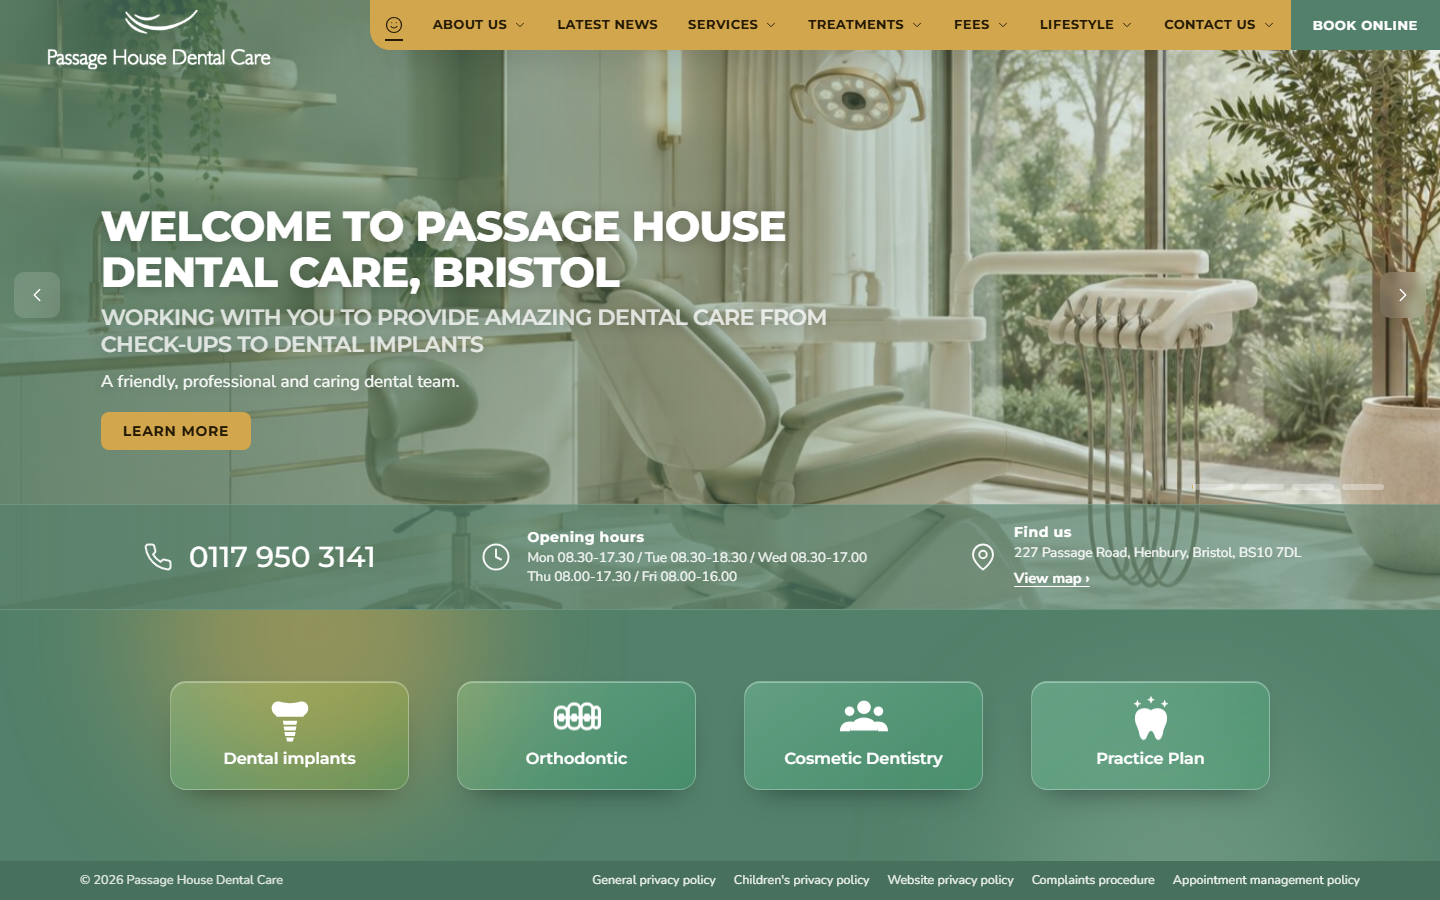 Passage House Dental Care
ABOUT US
LATEST NEWS
SERVICES
TREATMENTS
FEES
LIFESTYLE
CONTACT US
BOOK ONLINE
WELCOME TO PASSAGE HOUSE
DENTAL CARE, BRISTOL
WORKING WITH YOU TO PROVIDE AMAZING DENTAL CARE FROM
CHECK-UPS TO DENTAL IMPLANTS
A friendly, professional and caring dental team.
LEARN MORE
0117 950 3141
Opening hours
Mon 08.30-17.30 / Tue 08.30-18.30 / Wed 08.30-17.00
Thu 08.00-17.30 / Fri 08.00-16.00
Find us
227 Passage Road, Henbury, Bristol, BS10 7DL
View map ›
Dental implants
Orthodontic
Cosmetic Dentistry
Practice Plan
© 2026 Passage House Dental Care
General privacy policy
Children's privacy policy
Website privacy policy
Complaints procedure
Appointment management policy